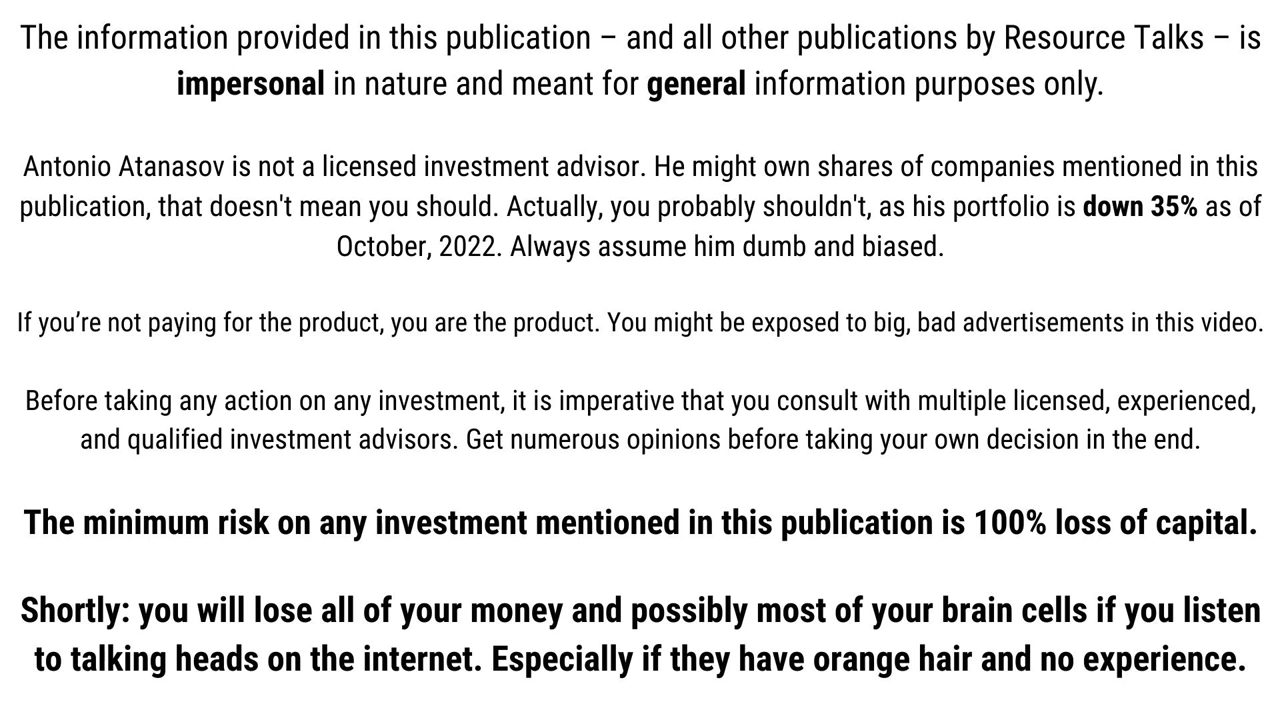 The information provided in this publication – and all other publications by Resource Talks – is
impersonal in nature and meant for general information purposes only.
Antonio Atanasov is not a licensed investment advisor. He might own shares of companies mentioned in this
publication, that doesn't mean you should. Actually, you probably shouldn't, as his portfolio is down 35% as of
October, 2022. Always assume him dumb and biased.
If you’re not paying for the product, you are the product. You might be exposed to big, bad advertisements in this video.
Before taking any action on any investment, it is imperative that you consult with multiple licensed, experienced,
and qualified investment advisors. Get numerous opinions before taking your own decision in the end.
The minimum risk on any investment mentioned in this publication is 100% loss of capital.
Shortly: you will lose all of your money and possibly most of your brain cells if you listen
to talking heads on the internet. Especially if they have orange hair and no experience.